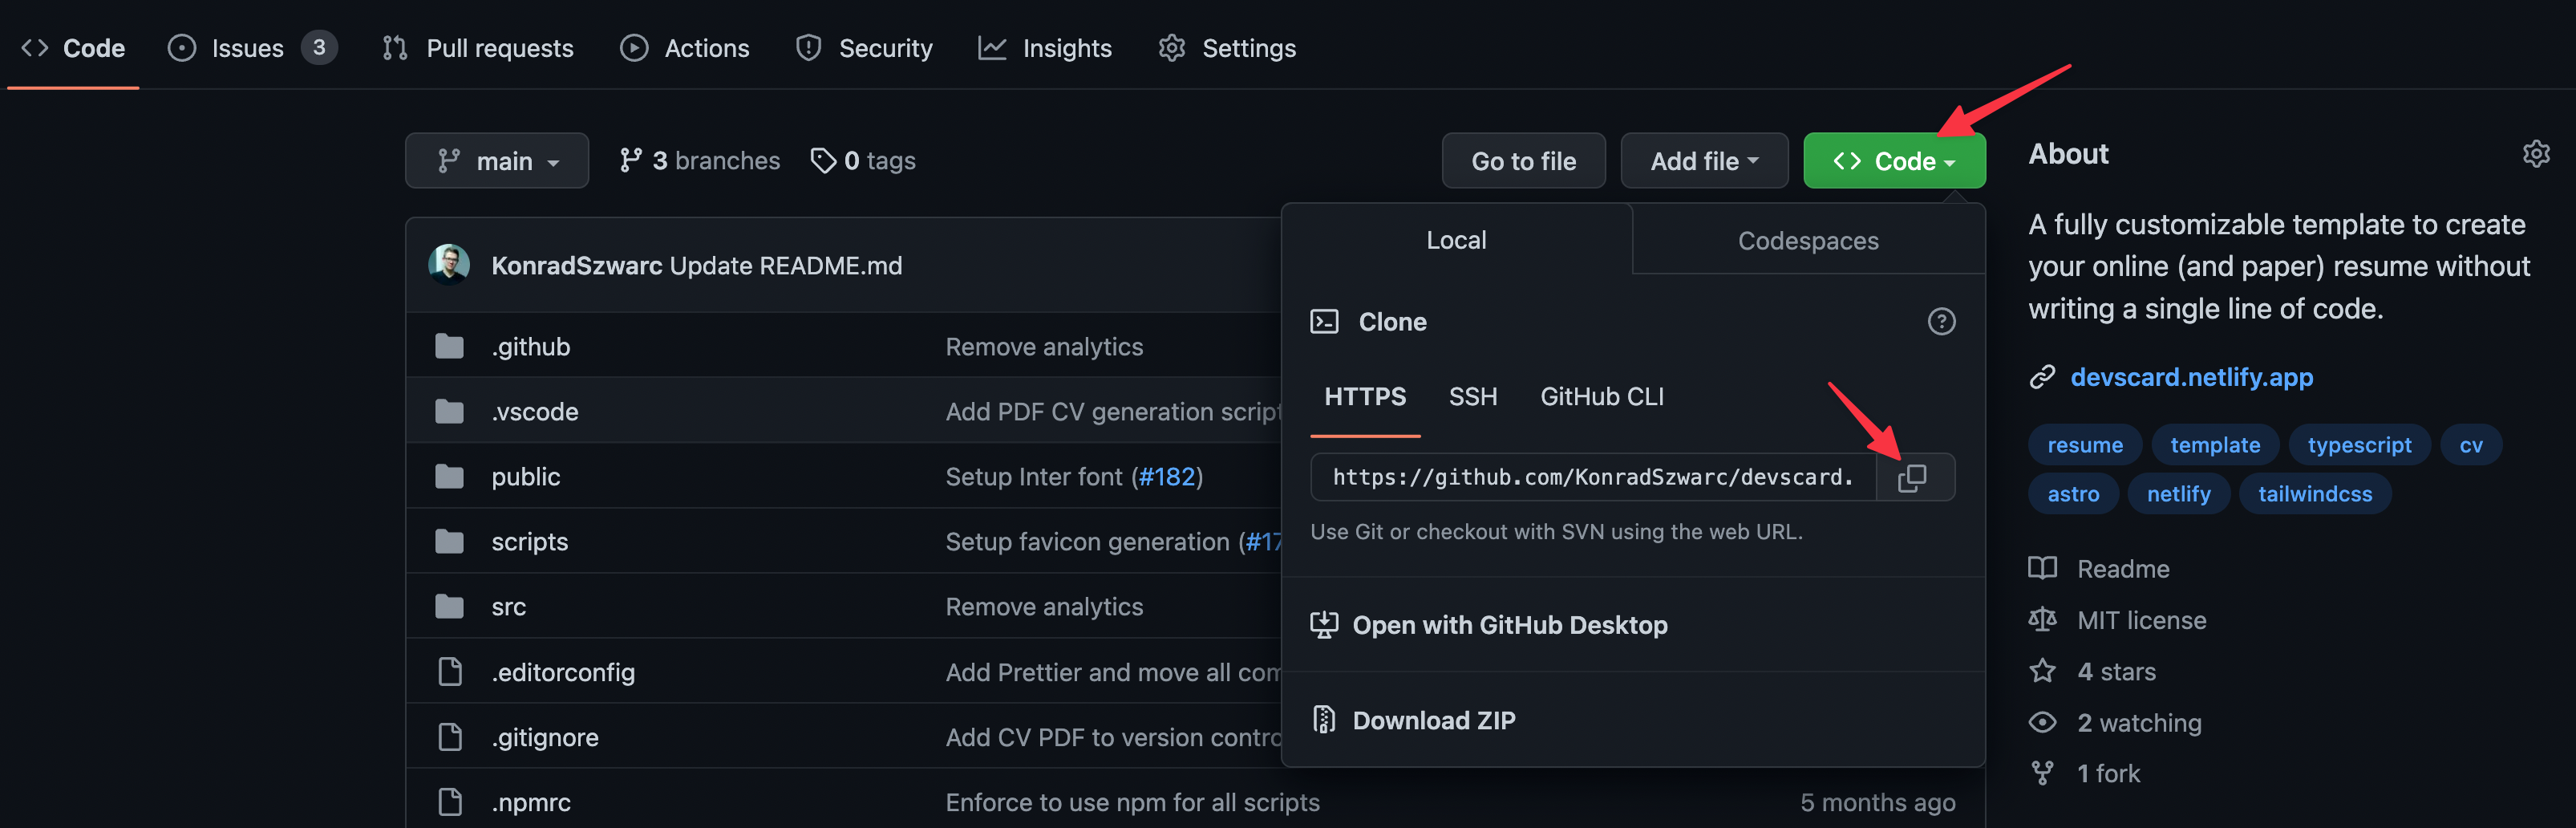 Code Issues 3 Pull requests Actions Security Insights Settings
main 3 branches 0 tags Go to file Add file Code
KonradSzwarc Update README.md
.github Remove analytics
.vscode Add PDF CV generation script
public Setup Inter font (#182)
scripts Setup favicon generation (#17
src Remove analytics
.editorconfig Add Prettier and move all com
.gitignore Add CV PDF to version contro
.npmrc Enforce to use npm for all scripts 5 months ago
Local Codespaces
Clone
HTTPS SSH GitHub CLI
https://github.com/KonradSzwarc/devscard.
Use Git or checkout with SVN using the web URL.
Open with GitHub Desktop
Download ZIP
About
A fully customizable template to create
your online (and paper) resume without
writing a single line of code.
devscard.netlify.app
resume template typescript cv
astro netlify tailwindcss
Readme
MIT license
4 stars
2 watching
1 fork